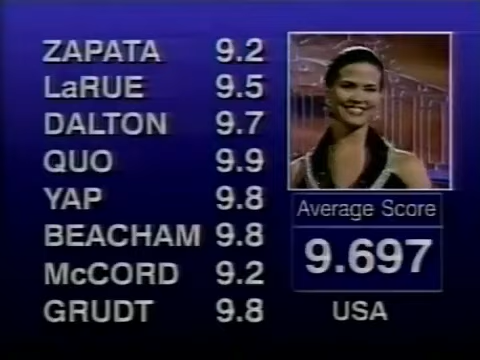 ZAPATA 9.2
LaRUE 9.5
DALTON 9.7
QUO 9.9
YAP 9.8
BEACHAM 9.8
McCORD 9.2
GRUDT 9.8
Average Score
9.697
USA